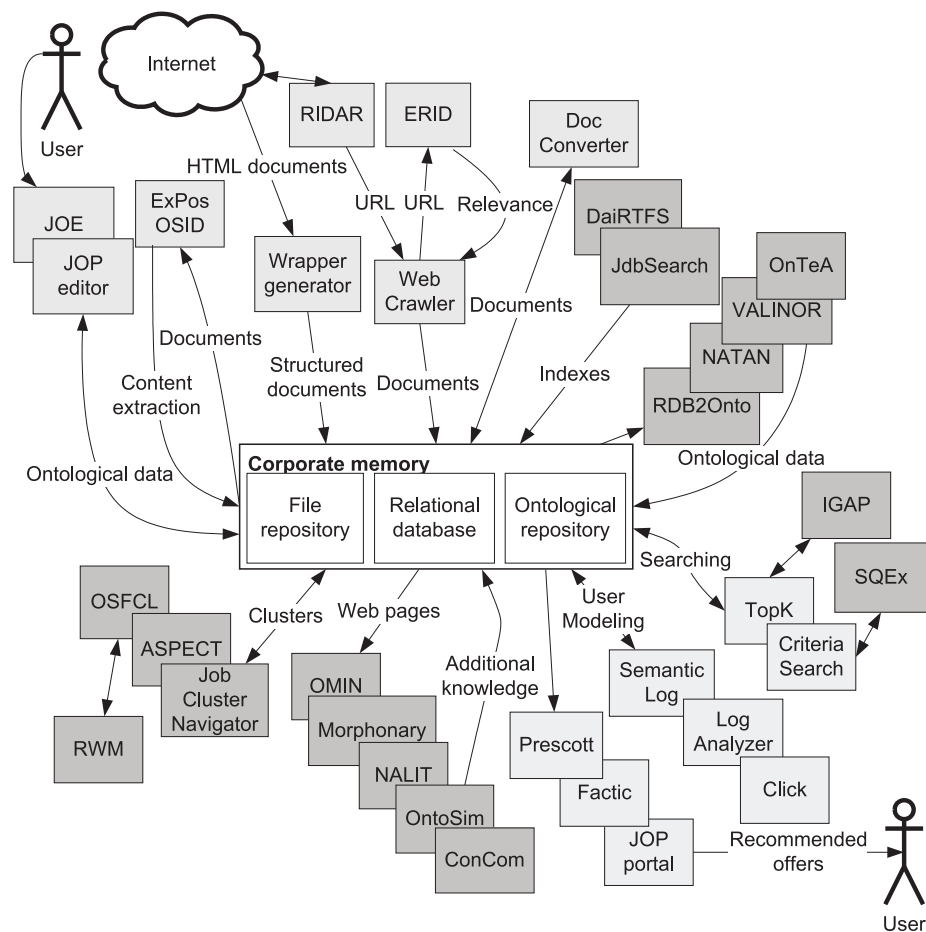 Internet
User
RIDAR
ERID
Doc
Converter
HTML documents
URL
URL
Relevance
JOE
JOP
editor
ExPos
OSID
Wrapper
generator
Web
Crawler
DaiRTFS
JdbSearch
OnTeA
VALINOR
NATAN
RDB2Onto
Documents
Documents
Content
extraction
Structured
documents
Documents
Indexes
Ontological data
Ontological data
Corporate memory
File
repository
Relational
database
Ontological
repository
IGAP
SQEx
Searching
TopK
Criteria
Search
OSFCL
ASPECT
Job
Cluster
Navigator
RWM
Clusters
Web pages
User
Modeling
Additional
knowledge
OMIN
Morphonary
NALIT
OntoSim
ConCom
Semantic
Log
Log
Analyzer
Click
Prescott
Factic
JOP
portal
Recommended
offers
User